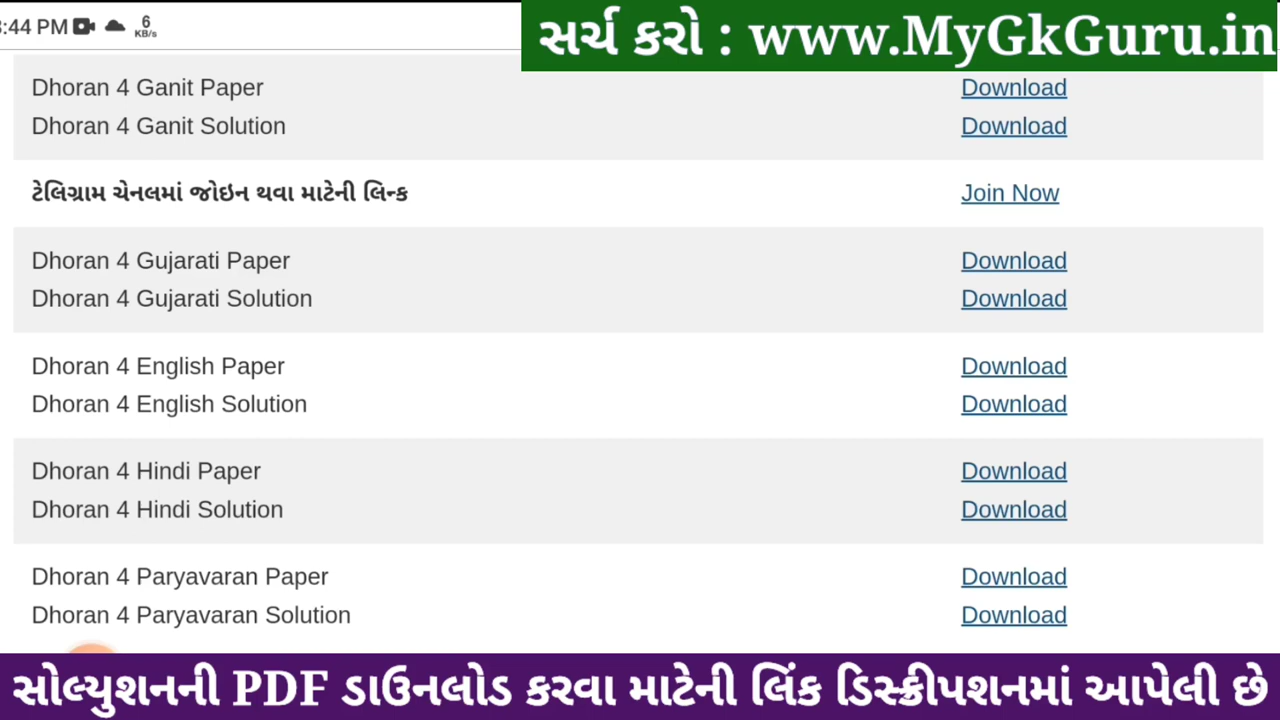 :44 PM 6 KB/s
સર્ચ કરો : www.MyGkGuru.in
Dhoran 4 Ganit Paper Download
Dhoran 4 Ganit Solution Download
ટેલિગ્રામ ચેનલમાં જોઇન થવા માટેની લિન્ક Join Now
Dhoran 4 Gujarati Paper Download
Dhoran 4 Gujarati Solution Download
Dhoran 4 English Paper Download
Dhoran 4 English Solution Download
Dhoran 4 Hindi Paper Download
Dhoran 4 Hindi Solution Download
Dhoran 4 Paryavaran Paper Download
Dhoran 4 Paryavaran Solution Download
સોલ્યુશનની PDF ડાઉનલોડ કરવા માટેની લિંક ડિસ્ક્રીપશનમાં આપેલી છે